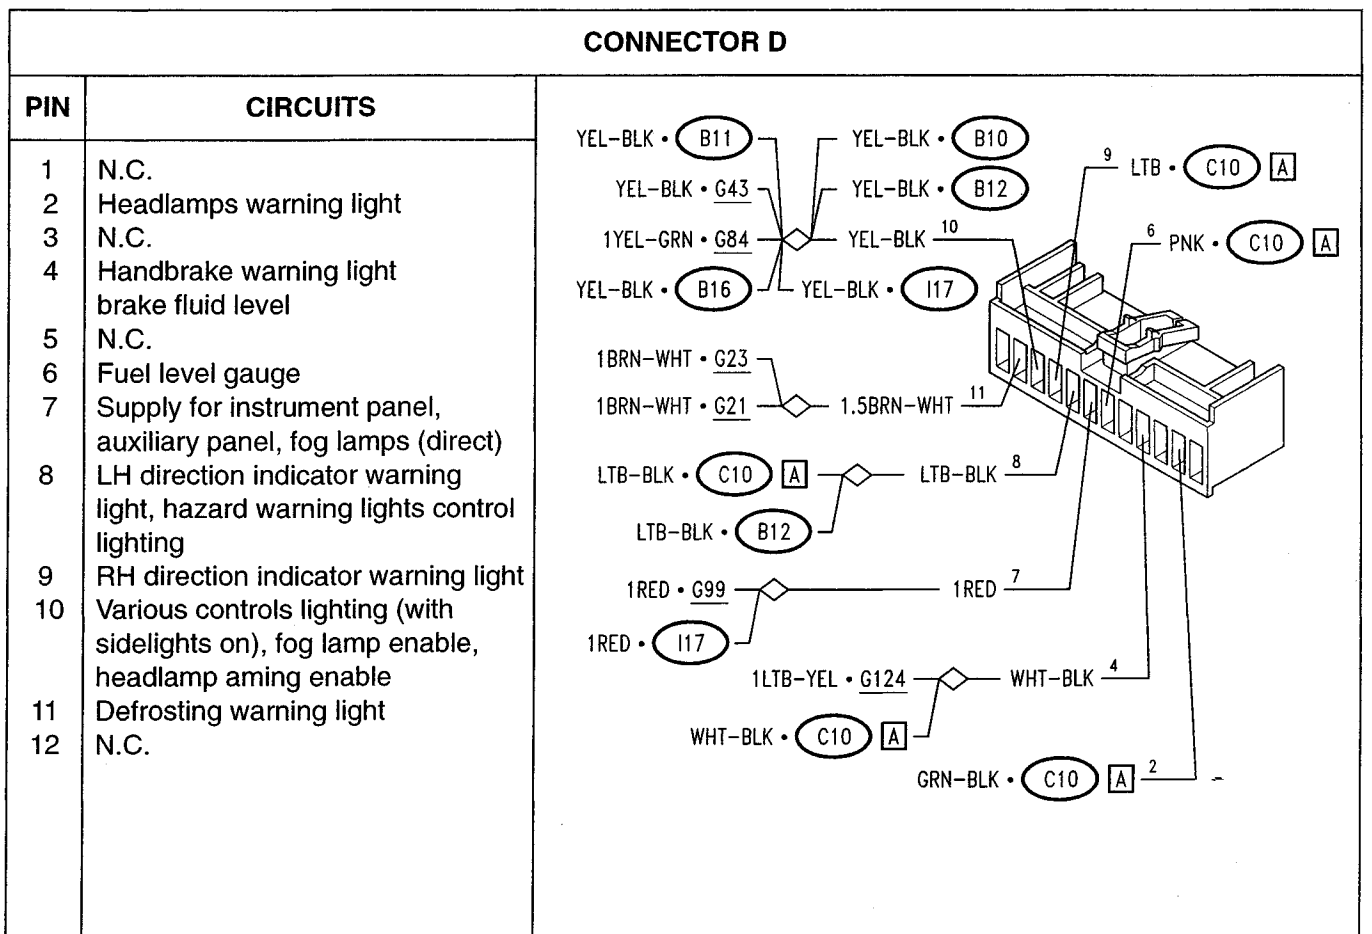 CONNECTOR D
PIN CIRCUITS
1 N.C.
2 Headlamps warning light
3 N.C.
4 Handbrake warning light
brake fluid level
5 N.C.
6 Fuel level gauge
7 Supply for instrument panel,
auxiliary panel, fog lamps (direct)
8 LH direction indicator warning
light, hazard warning lights control
lighting
9 RH direction indicator warning light
10 Various controls lighting (with
sidelights on), fog lamp enable,
headlamp aming enable
11 Defrosting warning light
12 N.C.
YEL-BLK • B11 YEL-BLK • B10
9 LTB • C10 A
YEL-BLK • G43 YEL-BLK • B12
1YEL-GRN • G84 YEL-BLK 10
6 PNK • C10 A
YEL-BLK • B16 YEL-BLK • I17
1BRN-WHT • G23
1BRN-WHT • G21 1.5BRN-WHT 11
LTB-BLK • C10 A LTB-BLK 8
LTB-BLK • B12
1RED • G99 1RED 7
1RED • I17
1LTB-YEL • G124 WHT-BLK 4
WHT-BLK • C10 A
GRN-BLK • C10 A 2